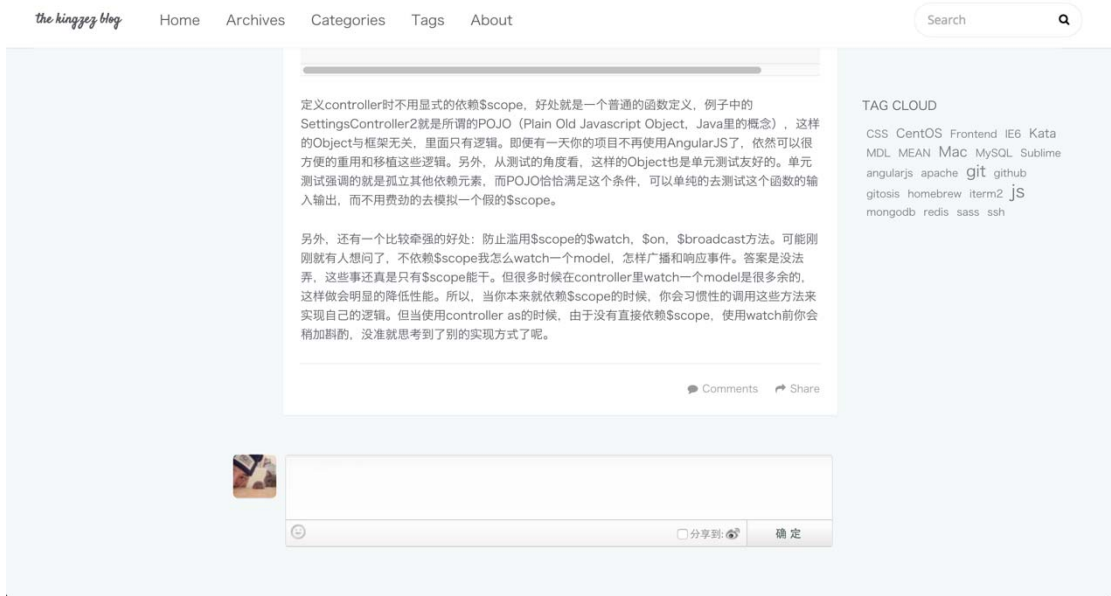 the kingzez blog Home Archives Categories Tags About Search
定义controller时不用显式的依赖$scope，好处就是一个普通的函数定义，例子中的
SettingsController2就是所谓的POJO（Plain Old Javascript Object，Java里的概念），这样
的Object与框架无关，里面只有逻辑。即便有一天你的项目不再使用AngularJS了，依然可以很
方便的重用和移植这些逻辑。另外，从测试的角度看，这样的Object也是单元测试友好的。单元
测试强调的就是孤立其他依赖元素，而POJO恰恰满足这个条件，可以单纯的去测试这个函数的输
入输出，而不用费劲的去模拟一个假的$scope。
另外，还有一个比较牵强的好处：防止滥用$scope的$watch，$on，$broadcast方法。可能刚
刚就有人想问了，不依赖$scope我怎么watch一个model，怎样广播和响应事件。答案是没法
弄，这些事还真是只有$scope能干。但很多时候在controller里watch一个model是很多余的，
这样做会明显的降低性能。所以，当你本来就依赖$scope的时候，你会习惯性的调用这些方法来
实现自己的逻辑。但当使用controller as的时候，由于没有直接依赖$scope，使用watch前你会
稍加斟酌，没准就思考到了别的实现方式了呢。
Comments Share
TAG CLOUD
CSS CentOS Frontend IE6 Kata
MDL MEAN Mac MySQL Sublime
angularjs apache git github
gitosis homebrew iterm2 js
mongodb redis sass ssh
分享到: 确定